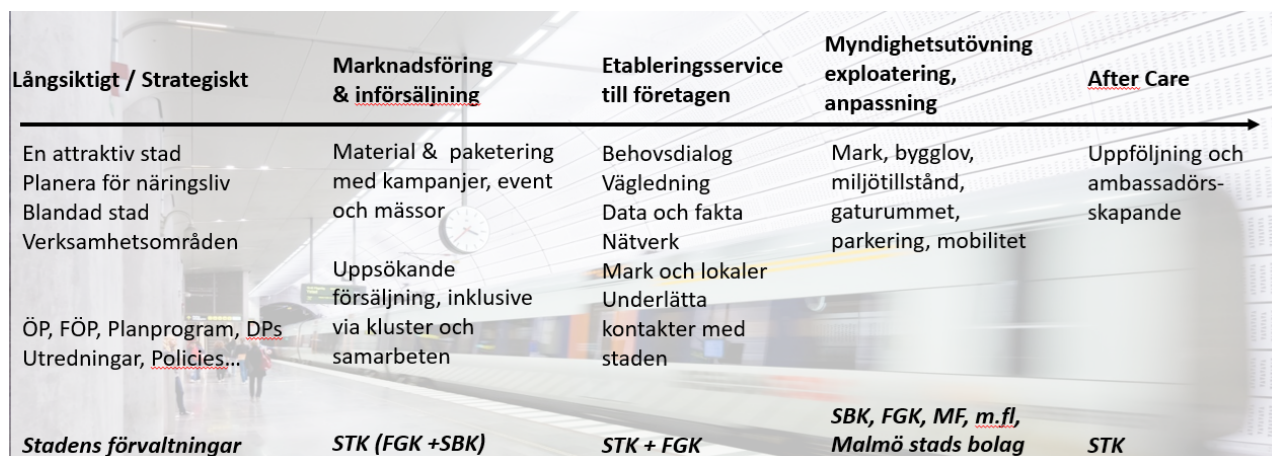 Långsiktigt / Strategiskt
En attraktiv stad
Planera för näringsliv
Blandad stad
Verksamhetsområden
ÖP, FÖP, Planprogram, DPs
Utredningar, Policies...
Stadens förvaltningar
Marknadsföring
& införsäljning
Material & paketering
med kampanjer, event
och mässor
Uppsökande
försäljning, inklusive
via kluster och
samarbeten
STK (FGK +SBK)
Etableringsservice
till företagen
Behovsdialog
Vägledning
Data och fakta
Nätverk
Mark och lokaler
Underlätta
kontakter med
staden
STK + FGK
Myndighetsutövning
exploatering,
anpassning
Mark, bygglov,
miljötillstånd,
gaturummet,
parkering, mobilitet
SBK, FGK, MF, m.fl,
Malmö stads bolag
After Care
Uppföljning och
ambassadörs-
skapande
STK